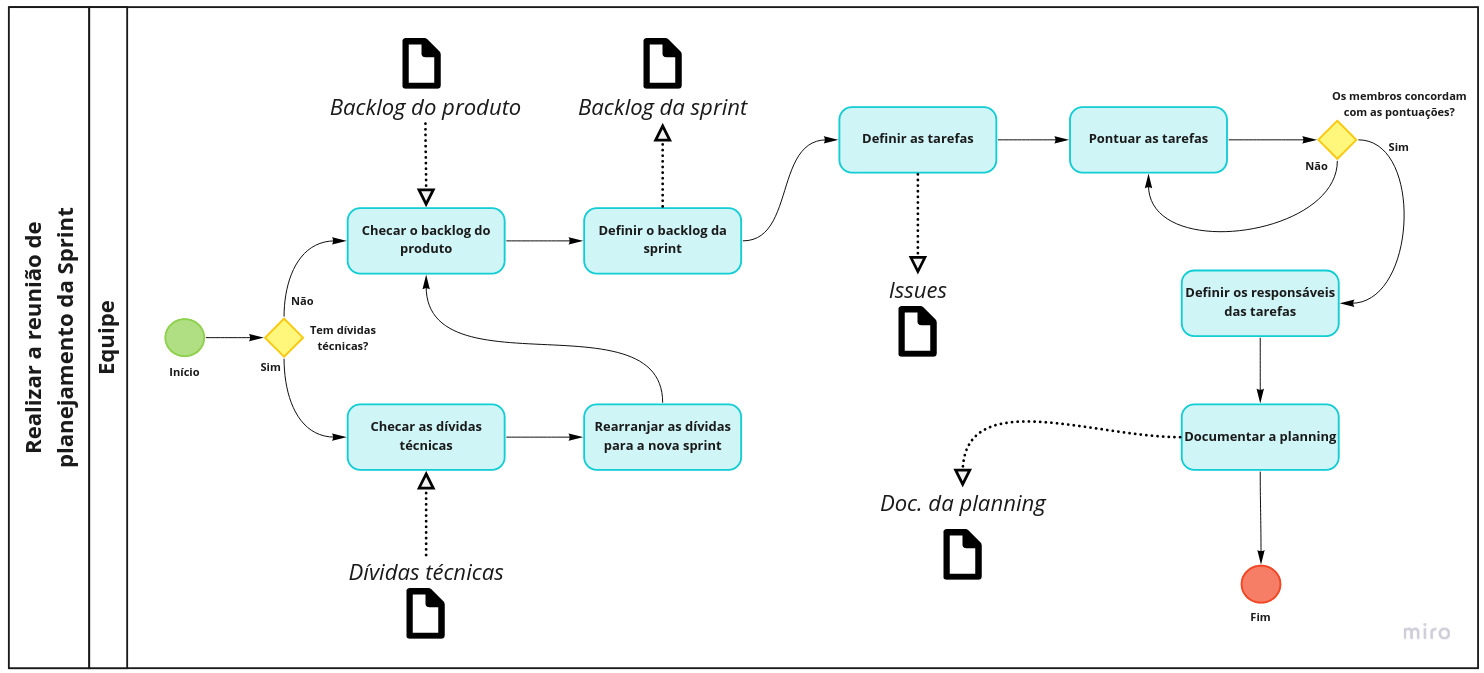 Realizar a reunião de
planejamento da Sprint
Equipe
Início
Tem dívidas
técnicas?
Não
Sim
Backlog do produto
Checar o backlog do
produto
Backlog da sprint
Definir o backlog da
sprint
Checar as dívidas
técnicas
Dívidas técnicas
Rearranjar as dívidas
para a nova sprint
Definir as tarefas
Issues
Pontuar as tarefas
Os membros concordam
com as pontuações?
Não
Sim
Definir os responsáveis
das tarefas
Documentar a planning
Doc. da planning
Fim
miro